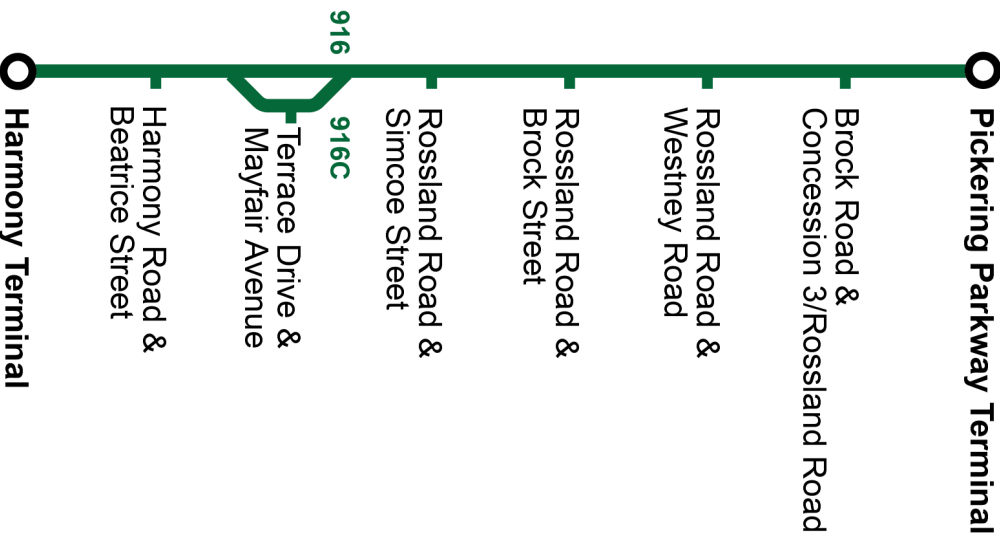 916
916C
Harmony Terminal
Harmony Road &
Beatrice Street
Terrace Drive &
Mayfair Avenue
Rossland Road &
Simcoe Street
Rossland Road &
Brock Street
Rossland Road &
Westney Road
Brock Road &
Concession 3/Rossland Road
Pickering Parkway Terminal